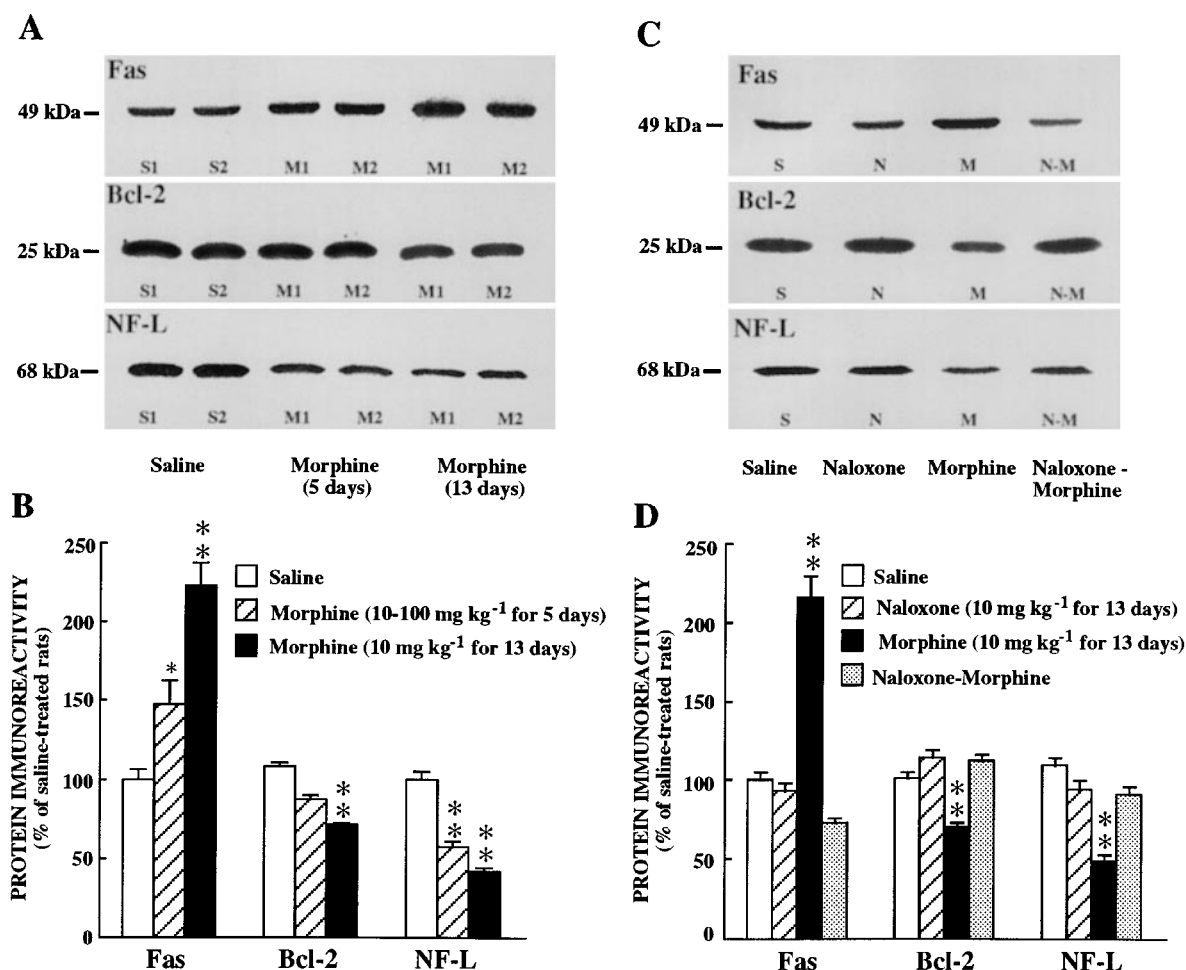 A
Fas
49 kDa
S1 S2 M1 M2 M1 M2
Bcl-2
25 kDa
S1 S2 M1 M2 M1 M2
NF-L
68 kDa
S1 S2 M1 M2 M1 M2
Saline Morphine (5 days) Morphine (13 days)
C
Fas
49 kDa
S N M N-M
Bcl-2
25 kDa
S N M N-M
NF-L
68 kDa
S N M N-M
Saline Naloxone Morphine Naloxone - Morphine
B
PROTEIN IMMUNOREACTIVITY
(% of saline-treated rats)
250
200
150
100
50
0
* * *
* *
* * * *
Saline
Morphine (10-100 mg kg⁻¹ for 5 days)
Morphine (10 mg kg⁻¹ for 13 days)
Fas Bcl-2 NF-L
D
PROTEIN IMMUNOREACTIVITY
(% of saline-treated rats)
250
200
150
100
50
0
* *
* *
* *
Saline
Naloxone (10 mg kg⁻¹ for 13 days)
Morphine (10 mg kg⁻¹ for 13 days)
Naloxone-Morphine
Fas Bcl-2 NF-L